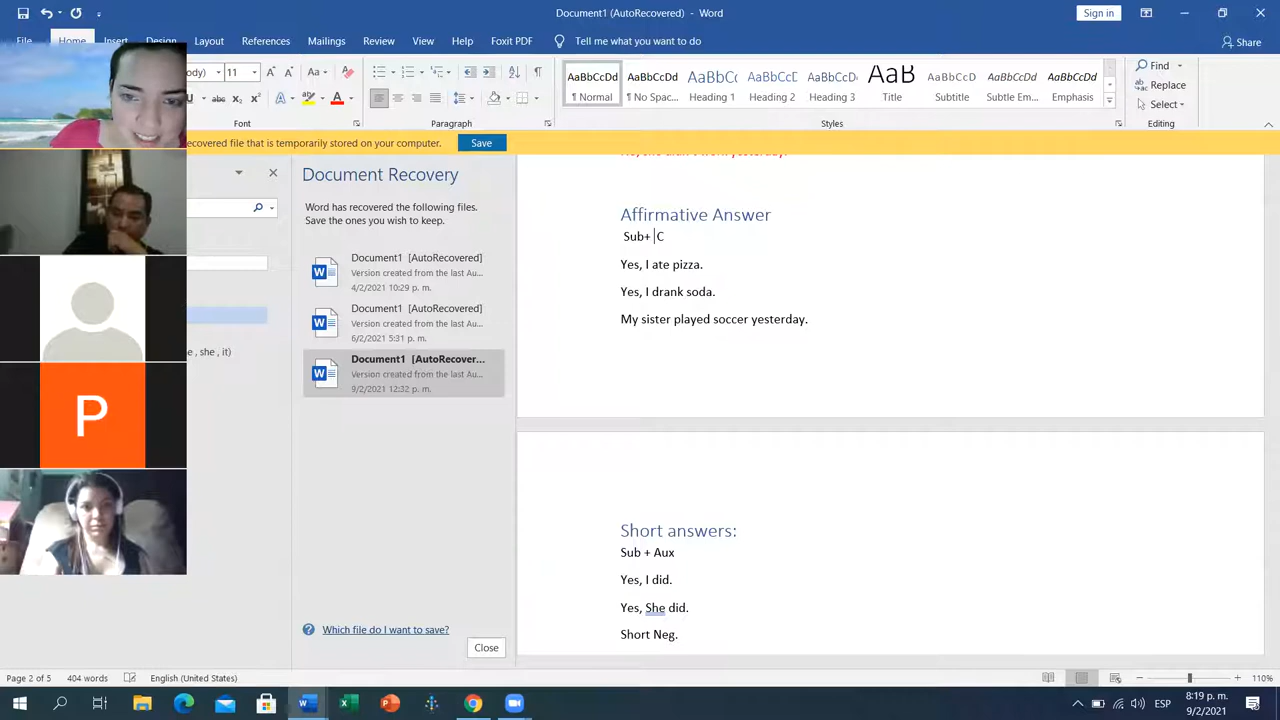 Document1 (AutoRecovered) - Word
Sign in
File Home Insert Design Layout References Mailings Review View Help Foxit PDF Tell me what you want to do
Share
11 A A Aa
abc x₂ x² A A
Font
¶
Paragraph
AaBbCcDd AaBbCcDd AaBbC AaBbCcD AaBbCcD AaB AaBbCcD AaBbCcDd AaBbCcDd
¶ Normal ¶ No Spac... Heading 1 Heading 2 Heading 3 Title Subtitle Subtle Em... Emphasis
Styles
Find
Replace
Select
Editing
ecovered file that is temporarily stored on your computer.
Save
Document Recovery
Word has recovered the following files.
Save the ones you wish to keep.
Document1 [AutoRecovered]
Version created from the last Au...
4/2/2021 10:29 p. m.
Document1 [AutoRecovered]
Version created from the last Au...
6/2/2021 5:31 p. m.
Document1 [AutoRecover...
Version created from the last Au...
9/2/2021 12:32 p. m.
Which file do I want to save?
Close
e , she , it)
P
Affirmative Answer
Sub+ C
Yes, I ate pizza.
Yes, I drank soda.
My sister played soccer yesterday.
Short answers:
Sub + Aux
Yes, I did.
Yes, She did.
Short Neg.
Page 2 of 5 404 words English (United States)
110%
ESP
8:19 p. m.
9/2/2021